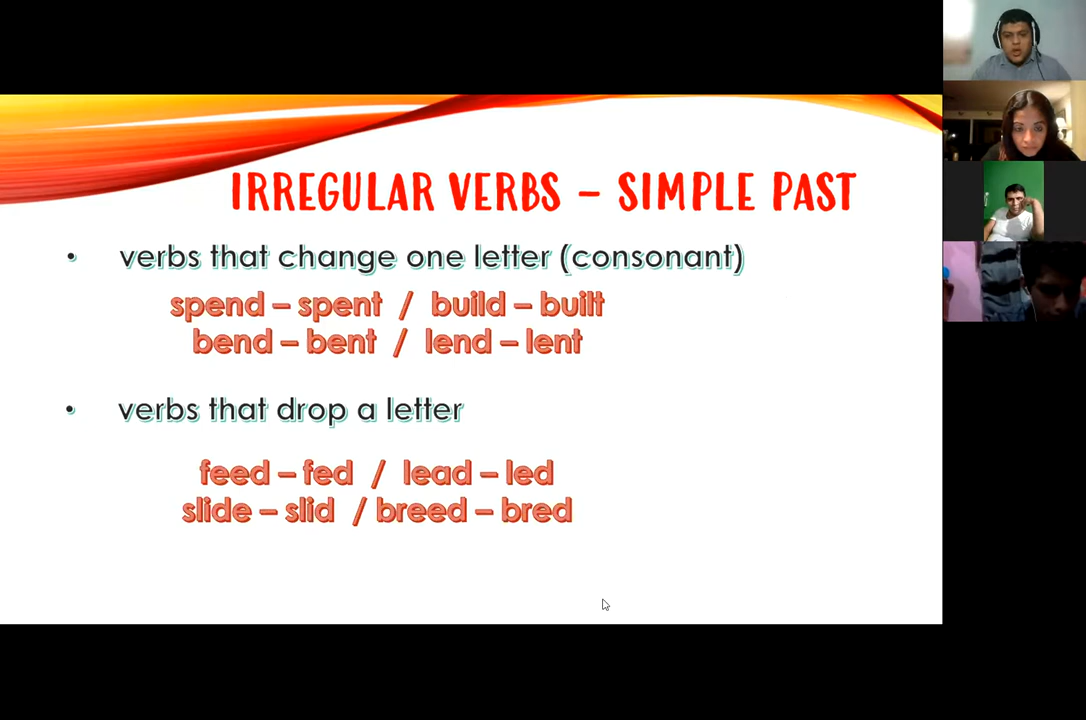 IRREGULAR VERBS – SIMPLE PAST
• verbs that change one letter (consonant)
spend – spent / build – built
bend – bent / lend – lent
• verbs that drop a letter
feed – fed / lead – led
slide – slid / breed – bred